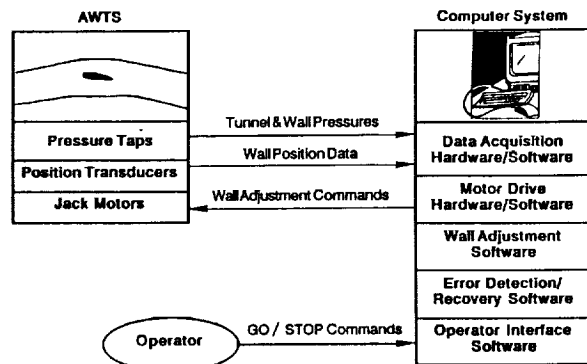 AWTS
Computer System
Pressure Taps
Position Transducers
Jack Motors
Tunnel & Wall Pressures
Wall Position Data
Wall Adjustment Commands
Data Acquisition
Hardware/Software
Motor Drive
Hardware/Software
Wall Adjustment
Software
Error Detection/
Recovery Software
Operator Interface
Software
Operator
GO / STOP Commands